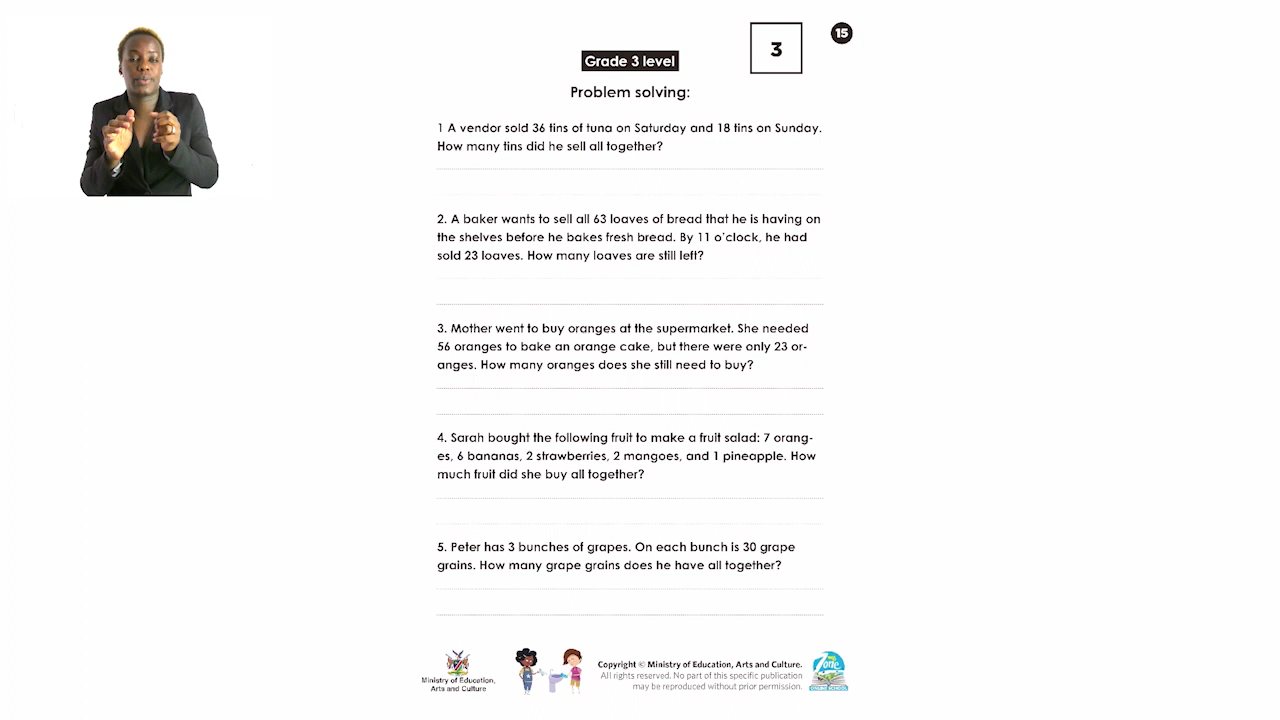 3
15
Grade 3 level
Problem solving:
1 A vendor sold 36 tins of tuna on Saturday and 18 tins on Sunday.
How many tins did he sell all together?
2. A baker wants to sell all 63 loaves of bread that he is having on
the shelves before he bakes fresh bread. By 11 o'clock, he had
sold 23 loaves. How many loaves are still left?
3. Mother went to buy oranges at the supermarket. She needed
56 oranges to bake an orange cake, but there were only 23 or-
anges. How many oranges does she still need to buy?
4. Sarah bought the following fruit to make a fruit salad: 7 orang-
es, 6 bananas, 2 strawberries, 2 mangoes, and 1 pineapple. How
much fruit did she buy all together?
5. Peter has 3 bunches of grapes. On each bunch is 30 grape
grains. How many grape grains does he have all together?
Ministry of Education,
Arts and Culture
Copyright © Ministry of Education, Arts and Culture.
All rights reserved. No part of this specific publication
may be reproduced without prior permission.
Zone